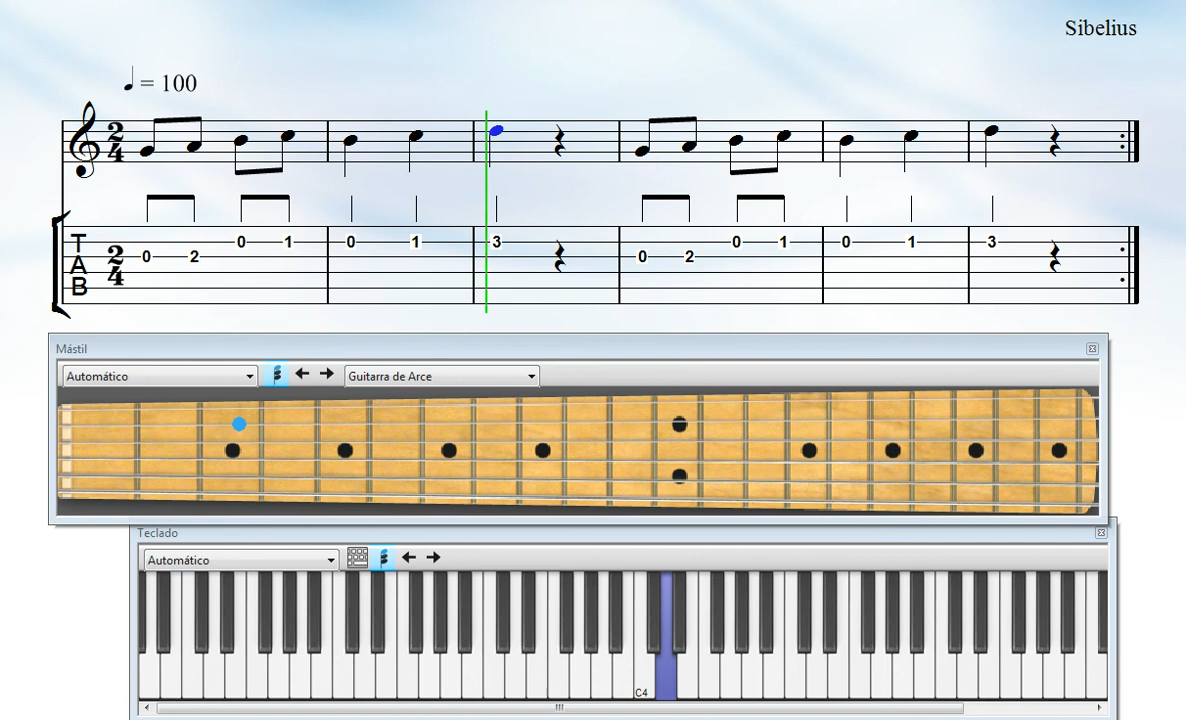 Sibelius
= 100
2
4
0 2 0 1 0 1 3 0 2 0 1 0 1 3
T
A
B
2
4
Mástil
Automático
Guitarra de Arce
Teclado
Automático
C4